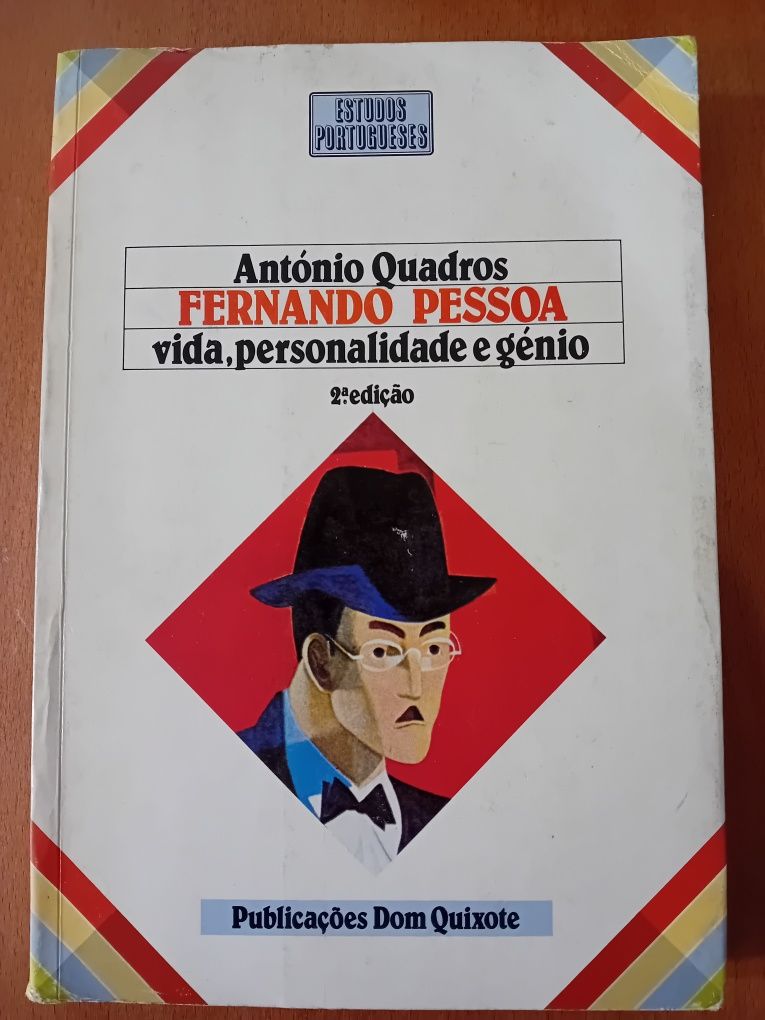 ESTUDOS
PORTUGUESES
António Quadros
FERNANDO PESSOA
vida, personalidade e génio
2ª. edição
Publicações Dom Quixote